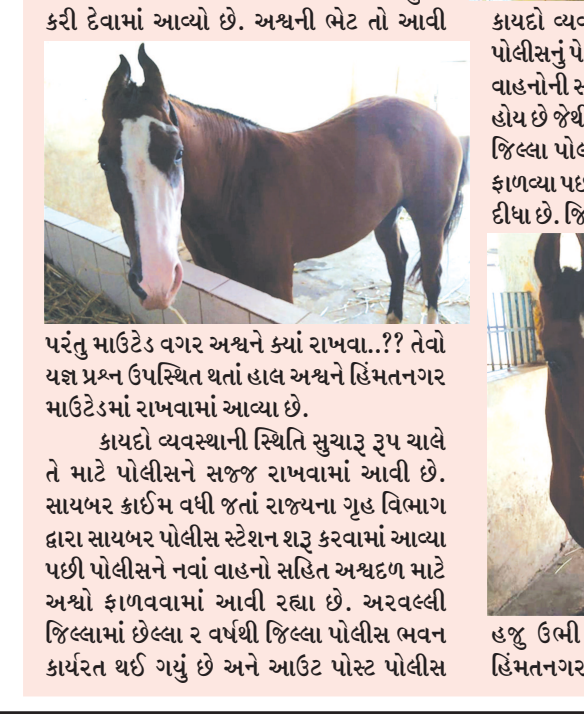 કરી દેવામાં આવ્યો છે. અશ્વની ભેટ તો આવી
પરંતુ માઉટેડ વગર અશ્વને ક્યાં રાખવા..?? તેવો
યજ્ઞ પ્રશ્ન ઉપસ્થિત થતાં હાલ અશ્વને હિંમતનગર
માઉટેડમાં રાખવામાં આવ્યા છે.
કાયદો વ્યવસ્થાની સ્થિતિ સુચારૂ રૂપ ચાલે
તે માટે પોલીસને સજ્જ રાખવામાં આવી છે.
સાયબર ક્રાઈમ વધી જતાં રાજ્યના ગૃહ વિભાગ
દ્વારા સાયબર પોલીસ સ્ટેશન શરૂ કરવામાં આવ્યા
પછી પોલીસને નવાં વાહનો સહિત અશ્વદળ માટે
અશ્વો ફાળવવામાં આવી રહ્યા છે. અરવલ્લી
જિલ્લામાં છેલ્લા ૨ વર્ષથી જિલ્લા પોલીસ ભવન
કાર્યરત થઈ ગયું છે અને આઉટ પોસ્ટ પોલીસ
કાયદો
પોલીસનું
વાહનોની
હોય છે જેથી
જિલ્લા
ફાળવ્યા
દીધા છે.
હજુ ઉભી
હિંમતનગર